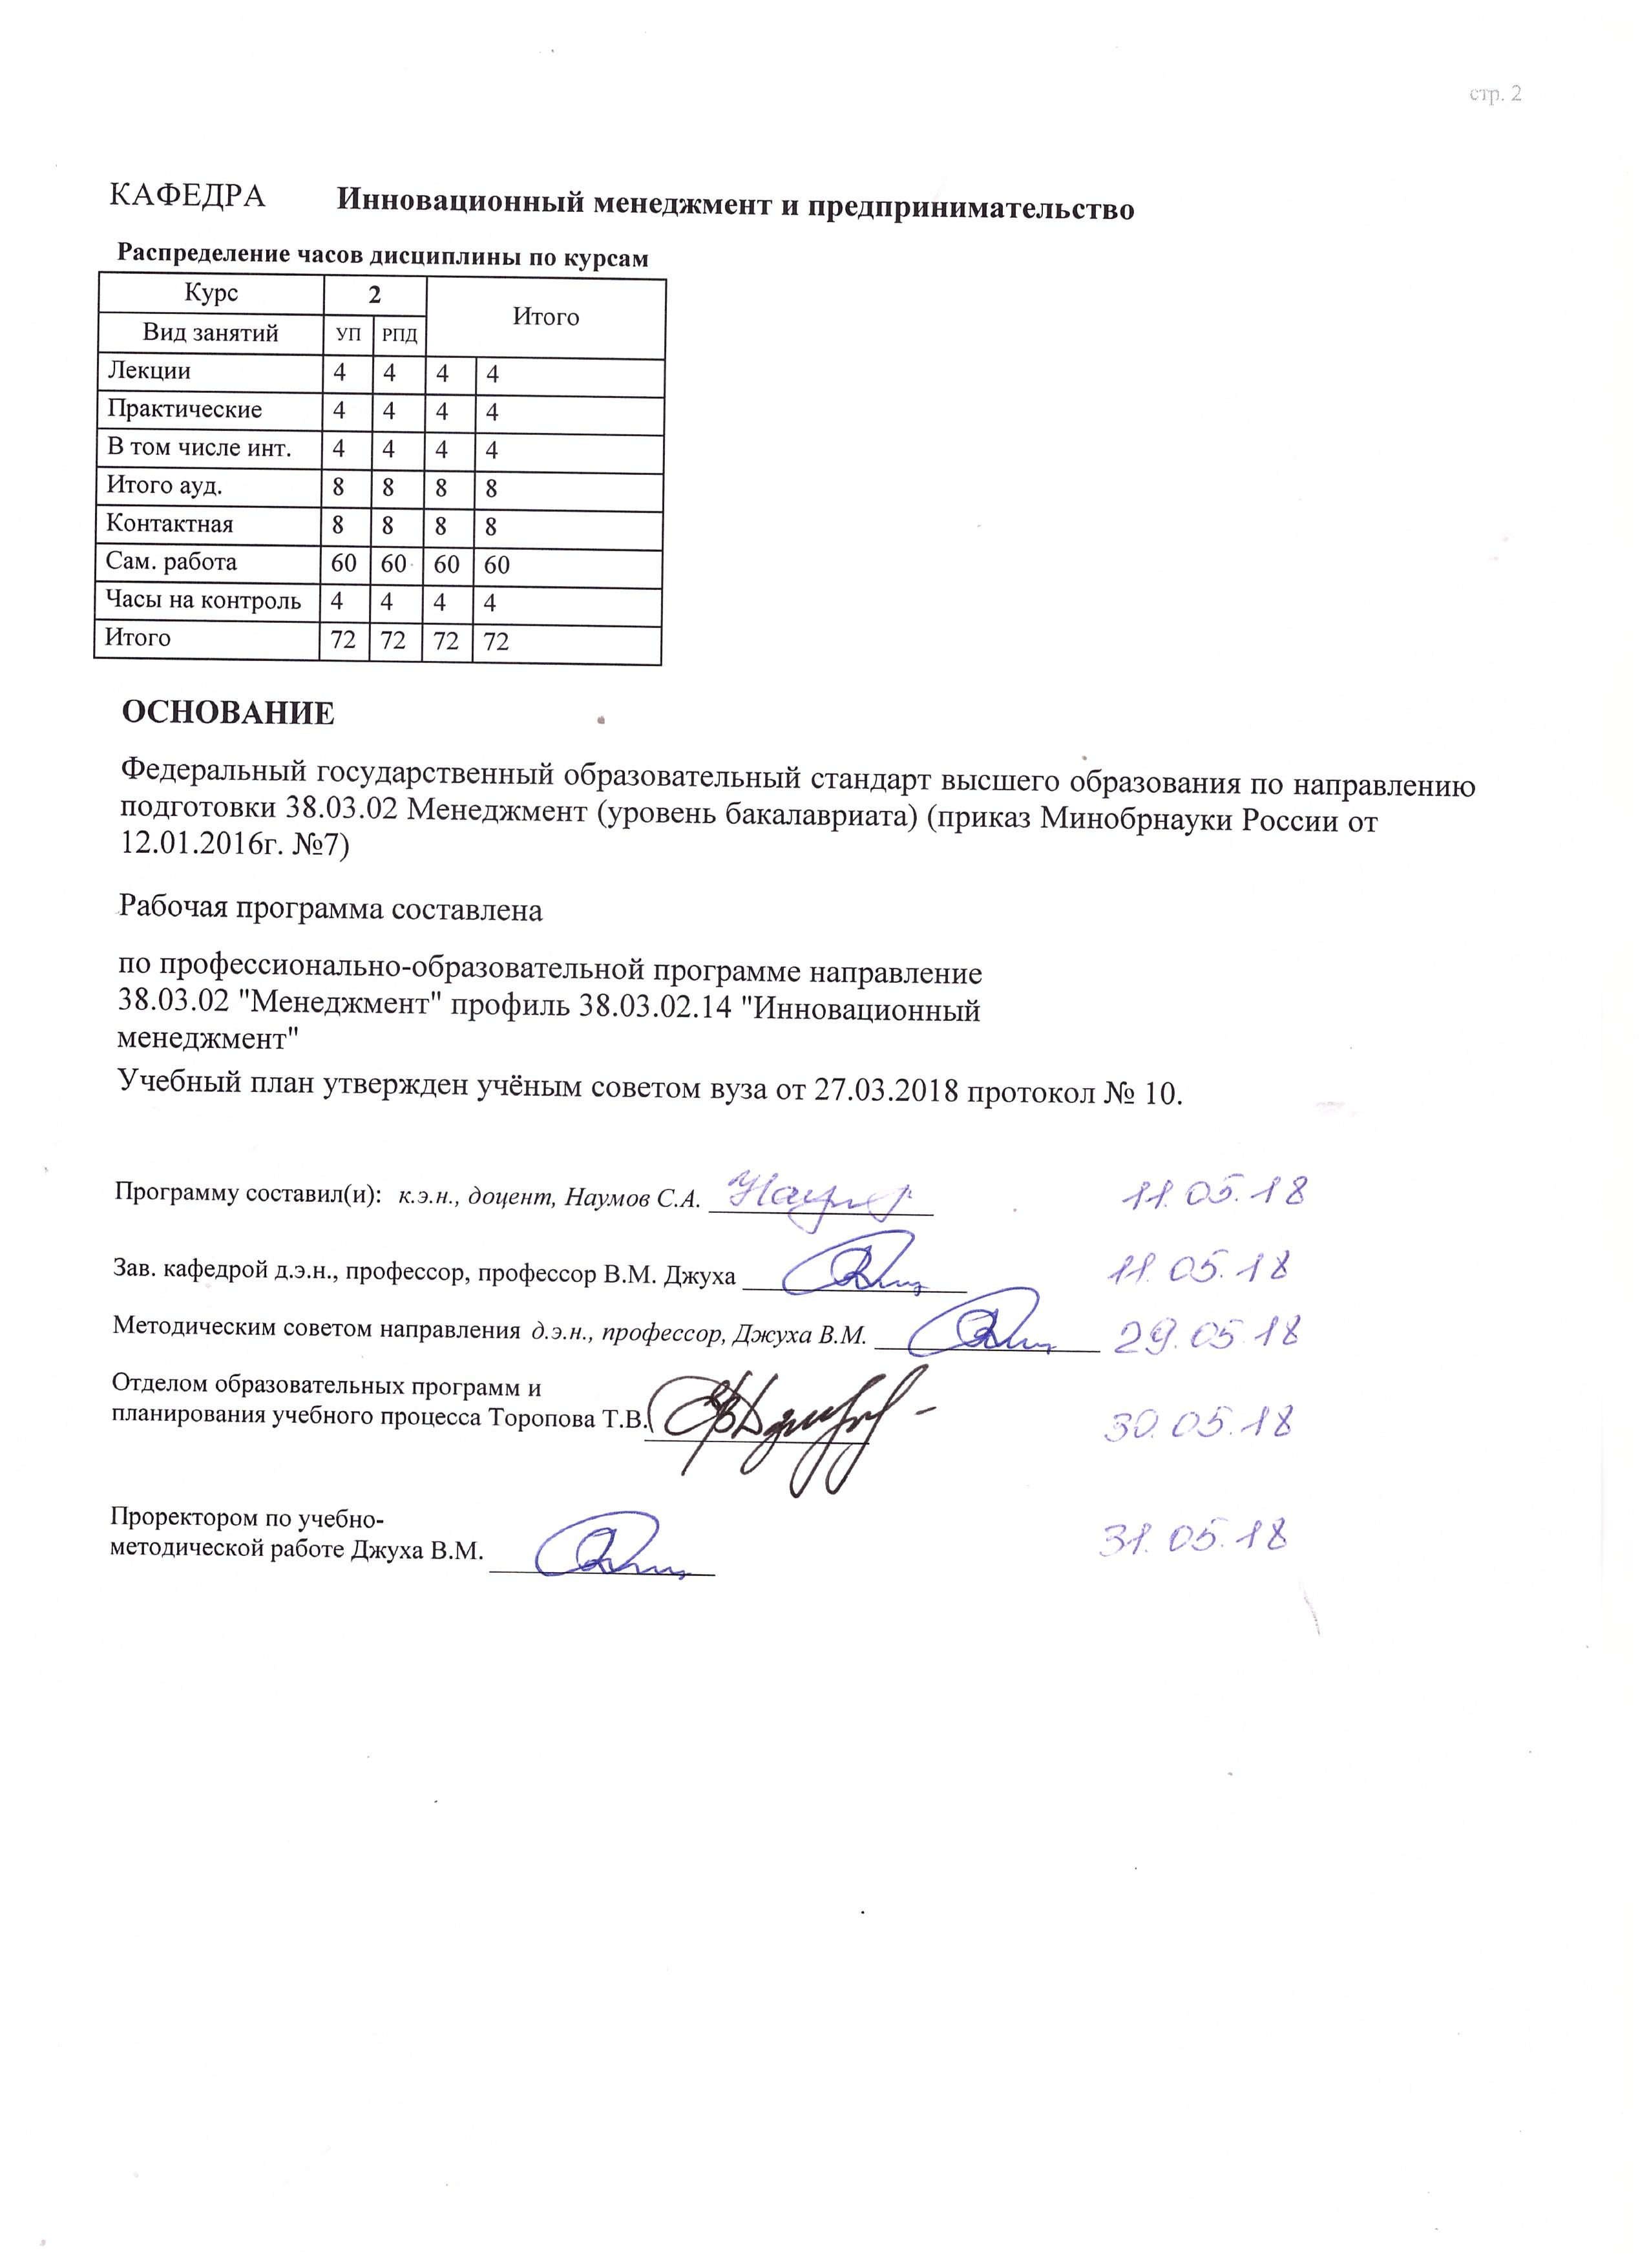 стр. 2
КАФЕДРА Инновационный менеджмент и предпринимательство
Распределение часов дисциплины по курсам
Курс 2 Итого
Вид занятий УП РПД
Лекции 4 4 4 4
Практические 4 4 4 4
В том числе инт. 4 4 4 4
Итого ауд. 8 8 8 8
Контактная 8 8 8 8
Сам. работа 60 60 60 60
Часы на контроль 4 4 4 4
Итого 72 72 72 72
ОСНОВАНИЕ
Федеральный государственный образовательный стандарт высшего образования по направлению
подготовки 38.03.02 Менеджмент (уровень бакалавриата) (приказ Минобрнауки России от
12.01.2016г. №7)
Рабочая программа составлена
по профессионально-образовательной программе направление
38.03.02 "Менеджмент" профиль 38.03.02.14 "Инновационный
менеджмент"
Учебный план утвержден учёным советом вуза от 27.03.2018 протокол № 10.
Программу составил(и): к.э.н., доцент, Наумов С.А. 11.05.18
Зав. кафедрой д.э.н., профессор, профессор В.М. Джуха 11.05.18
Методическим советом направления д.э.н., профессор, Джуха В.М. 29.05.18
Отделом образовательных программ и
планирования учебного процесса Торопова Т.В. 30.05.18
Проректором по учебно-
методической работе Джуха В.М. 31.05.18